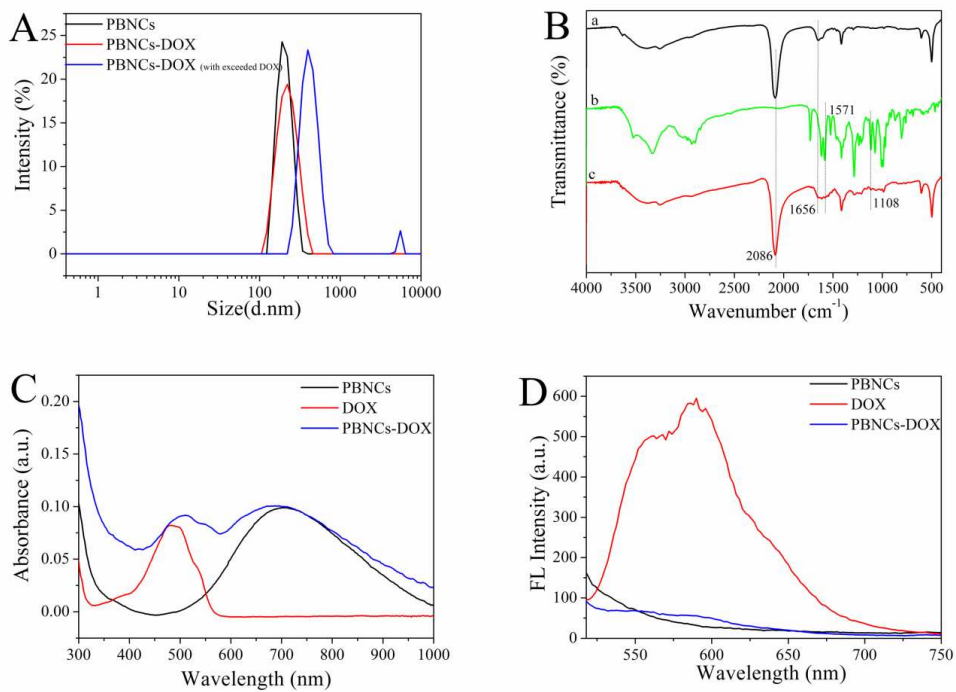 A
PBNCs
PBNCs-DOX
PBNCs-DOX (with exceeded DOX)
Intensity (%)
25
20
15
10
5
0
1
10
100
1000
10000
Size(d.nm)
B
a
b
c
1571
1656
1108
2086
Transmittance (%)
4000 3500 3000 2500 2000 1500 1000 500
Wavenumber (cm-1)
C
PBNCs
DOX
PBNCs-DOX
Absorbance (a.u.)
0.20
0.15
0.10
0.05
0.00
300 400 500 600 700 800 900 1000
Wavelength (nm)
D
PBNCs
DOX
PBNCs-DOX
FL Intensity (a.u.)
600
500
400
300
200
100
0
550 600 650 700 750
Wavelength (nm)